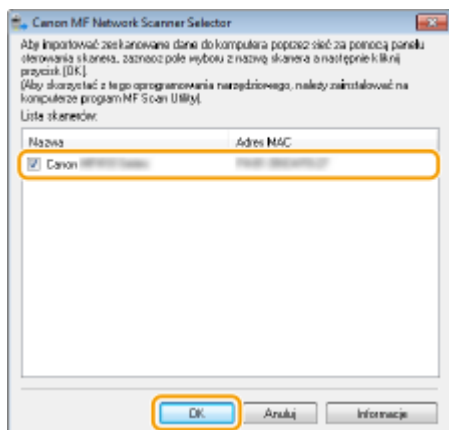 Canon MF Network Scanner Selector
Aby importować zeskanowane dane do komputera poprzez sieć za pomocą panelu
sterowania skanera, zaznacz pole wyboru z nazwą skanera a następnie kliknij
przycisk [OK].
(Aby skorzystać z tego oprogramowania narzędziowego, należy zainstalować na
komputerze program MF Scan Utility).
Lista skanerów:
Nazwa Adres MAC
Canon
OK Anuluj Informacje